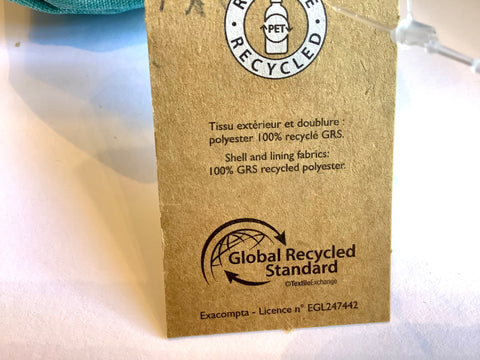 PET
RECYCLED
Tissu extérieur et doublure :
polyester 100% recyclé GRS.
Shell and lining fabrics:
100% GRS recycled polyester.
Global Recycled
Standard
©TextileExchange
Exacompta - Licence n° EGL247442